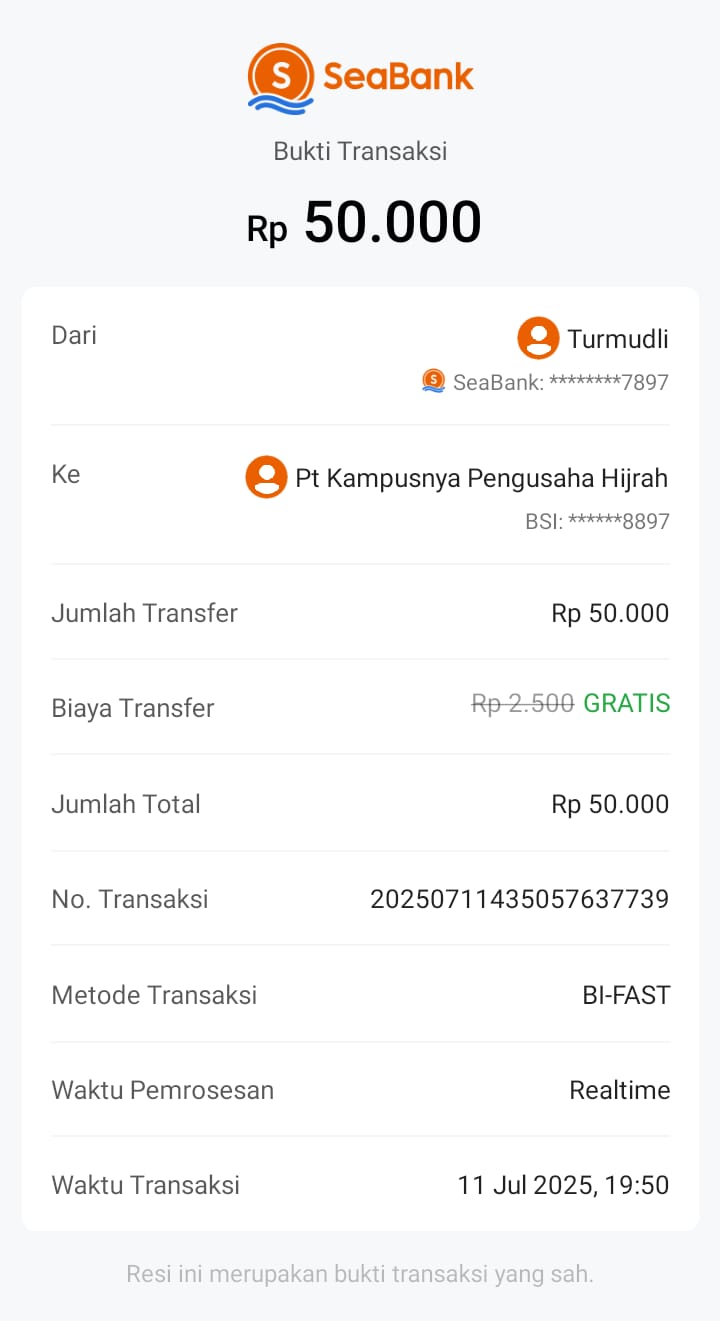 SeaBank
Bukti Transaksi
Rp 50.000
Dari
Turmudli
SeaBank: ********7897
Ke
Pt Kampusnya Pengusaha Hijrah
BSI: ******8897
Jumlah Transfer Rp 50.000
Biaya Transfer Rp 2.500 GRATIS
Jumlah Total Rp 50.000
No. Transaksi 20250711435057637739
Metode Transaksi BI-FAST
Waktu Pemrosesan Realtime
Waktu Transaksi 11 Jul 2025, 19:50
Resi ini merupakan bukti transaksi yang sah.